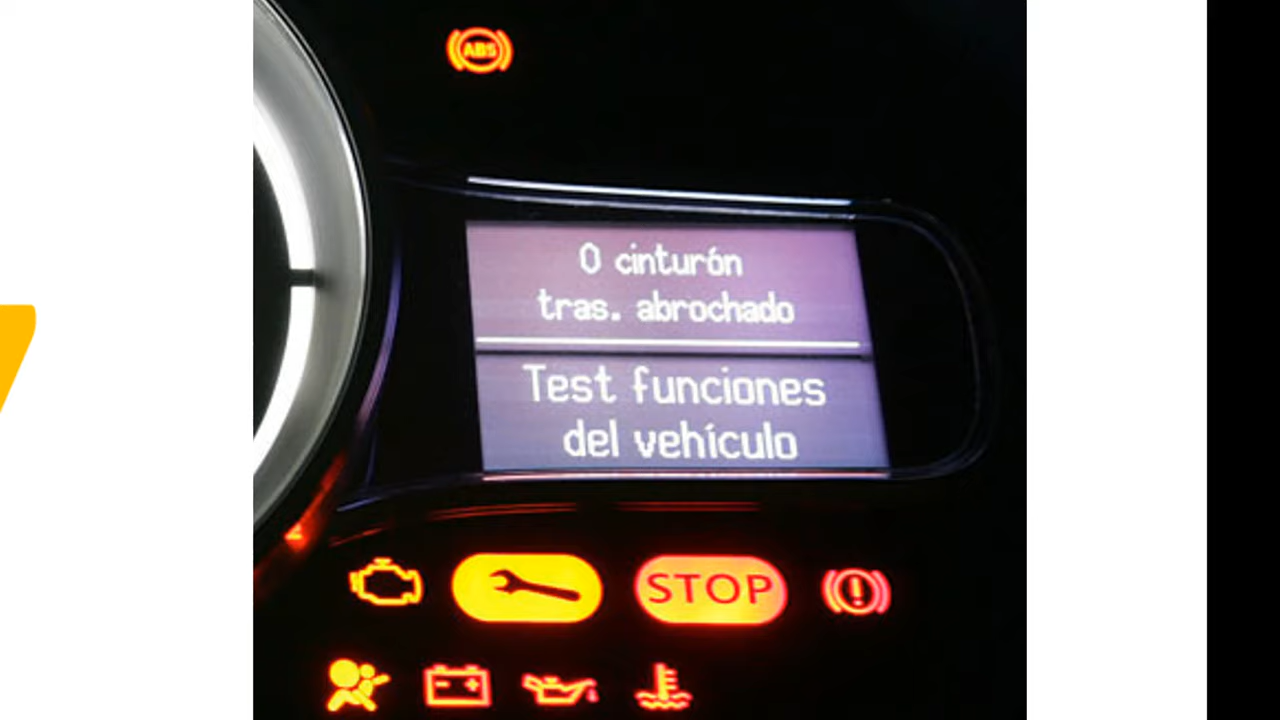 ABS
0 cinturón
tras. abrochado
Test funciones
del vehículo
STOP